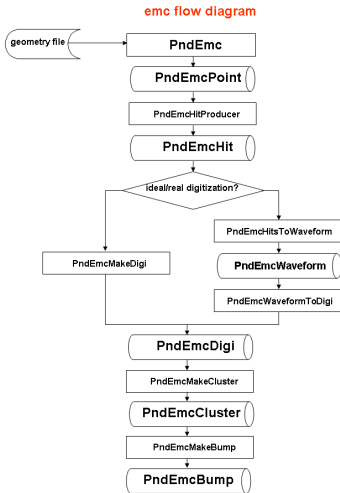 emc flow diagram
geometry file
PndEmc
PndEmcPoint
PndEmcHitProducer
PndEmcHit
Ideal/real digitization?
PndEmcHitsToWaveform
PndEmcMakeDigi
PndEmcWaveform
PndEmcWaveformToDigi
PndEmcDigi
PndEmcMakeCluster
PndEmcCluster
PndEmcMakeBump
PndEmcBump